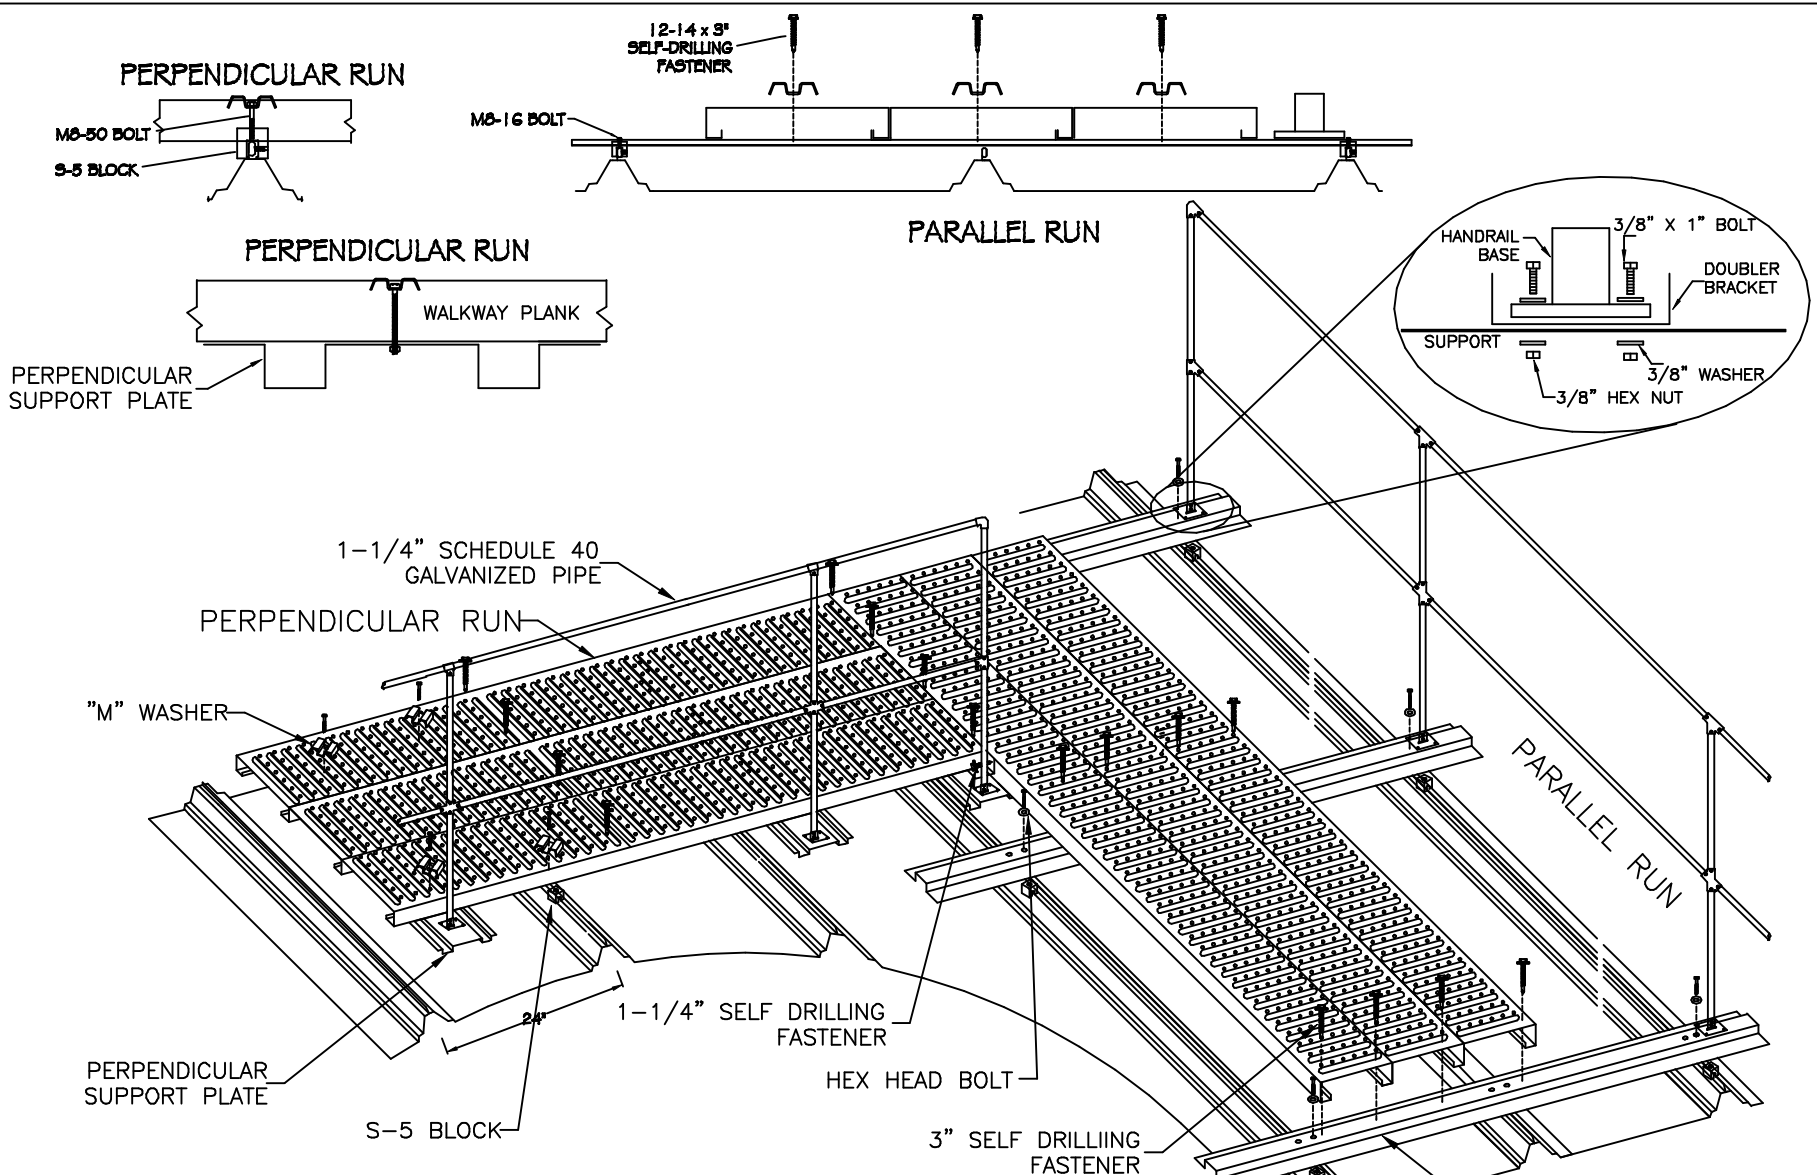 12-14 x 3"
SELF-DRILLING
FASTENER
PERPENDICULAR RUN
M8-50 BOLT
S-5 BLOCK
M8-16 BOLT
PARALLEL RUN
PERPENDICULAR RUN
WALKWAY PLANK
PERPENDICULAR
SUPPORT PLATE
3/8" X 1" BOLT
HANDRAIL
BASE
DOUBLER
BRACKET
SUPPORT
3/8" WASHER
3/8" HEX NUT
1-1/4" SCHEDULE 40
GALVANIZED PIPE
PERPENDICULAR RUN
"M" WASHER
PARALLEL RUN
24"
1-1/4" SELF DRILLING
FASTENER
PERPENDICULAR
SUPPORT PLATE
HEX HEAD BOLT
S-5 BLOCK
3" SELF DRILLIING
FASTENER